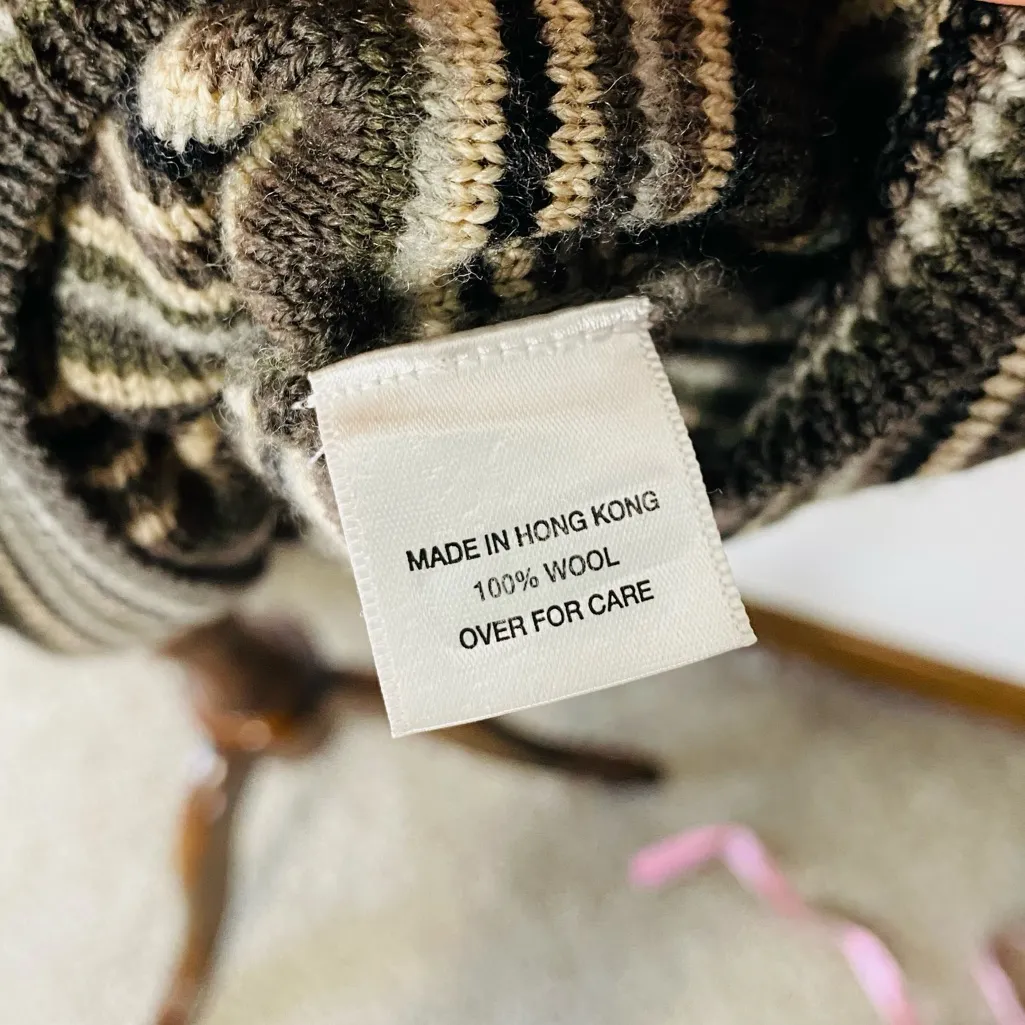 MADE IN HONG KONG
100% WOOL
OVER FOR CARE